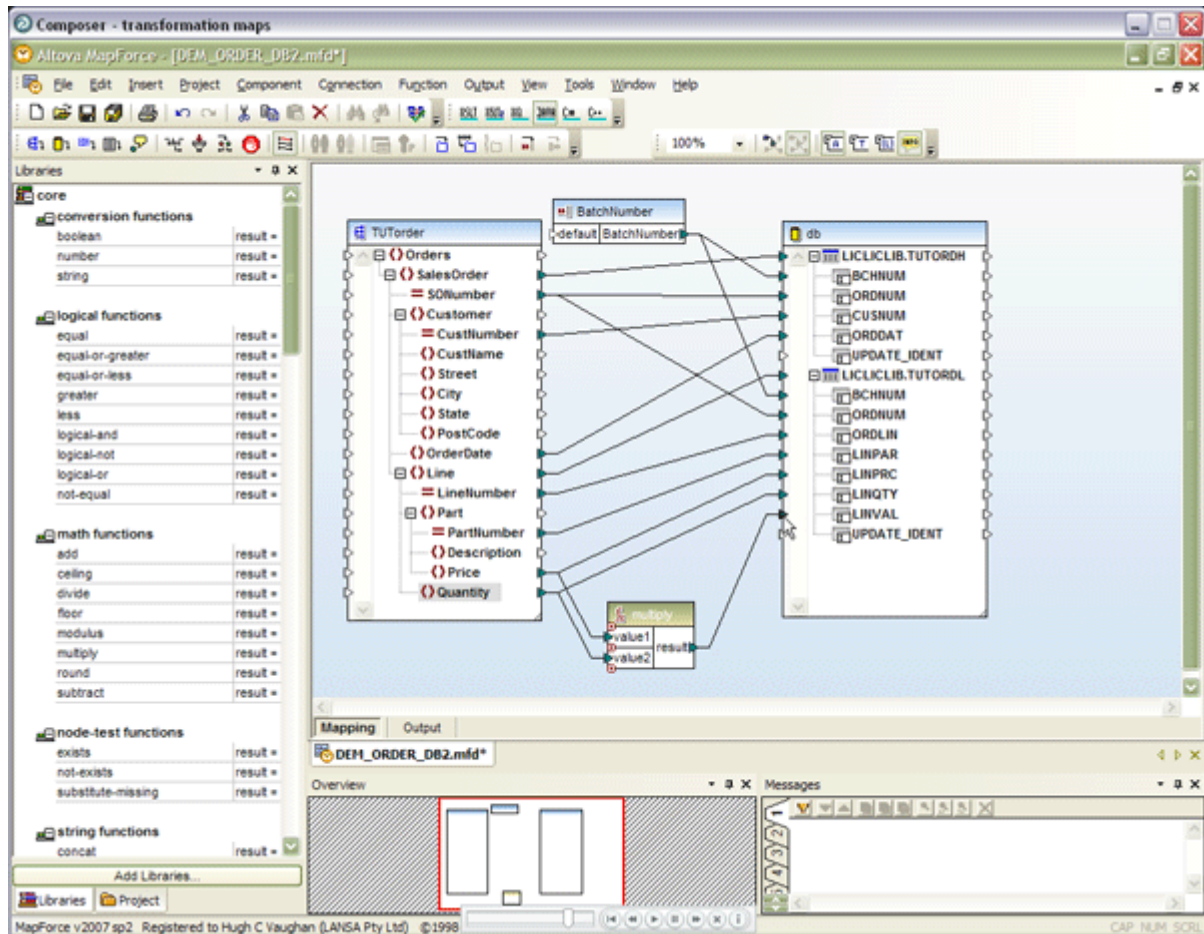 Composer - transformation maps
Altova MapForce - [DEM_ORDER_DB2.mfd*]
File Edit Insert Project Component Connection Function Output View Tools Window Help
100%
Libraries
core
conversion functions
boolean result =
number result =
string result =
logical functions
equal result =
equal-or-greater result =
equal-or-less result =
greater result =
less result =
logical-and result =
logical-not result =
logical-or result =
not-equal result =
math functions
add result =
ceiling result =
divide result =
floor result =
modulus result =
multiply result =
round result =
subtract result =
node-test functions
exists result =
not-exists result =
substitute-missing result =
string functions
concat result =
Add Libraries...
Libraries Project
TUTorder
Orders
SalesOrder
SONumber
Customer
CustNumber
CustName
Street
City
State
PostCode
OrderDate
Line
LineNumber
Part
PartNumber
Description
Price
Quantity
BatchNumber
default BatchNumber
multiply
value1
value2
result
db
LICLICLIB.TUTORDH
BCHNUM
ORDNUM
CUSNUM
ORDDAT
UPDATE_IDENT
LICLICLIB.TUTORDL
BCHNUM
ORDNUM
ORDLIN
LINPAR
LINPRC
LINQTY
LINVAL
UPDATE_IDENT
Mapping Output
DEM_ORDER_DB2.mfd*
Overview
Messages
1
2
3
4
MapForce v2007 sp2 Registered to Hugh C Vaughan (LANSA Pty Ltd) ©1998
CAP NUM SCRL